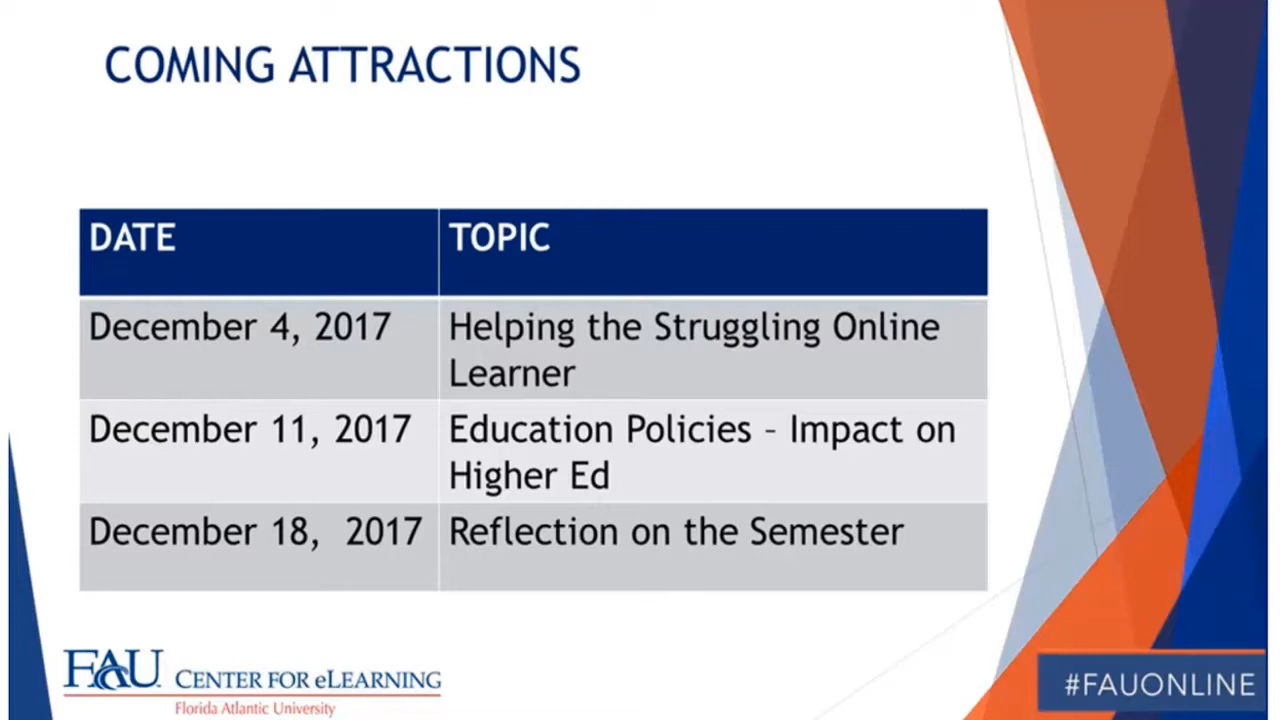 COMING ATTRACTIONS
DATE TOPIC
December 4, 2017 Helping the Struggling Online
Learner
December 11, 2017 Education Policies – Impact on
Higher Ed
December 18,  2017 Reflection on the Semester
FAU CENTER FOR eLEARNING
Florida Atlantic University
#FAUONLINE